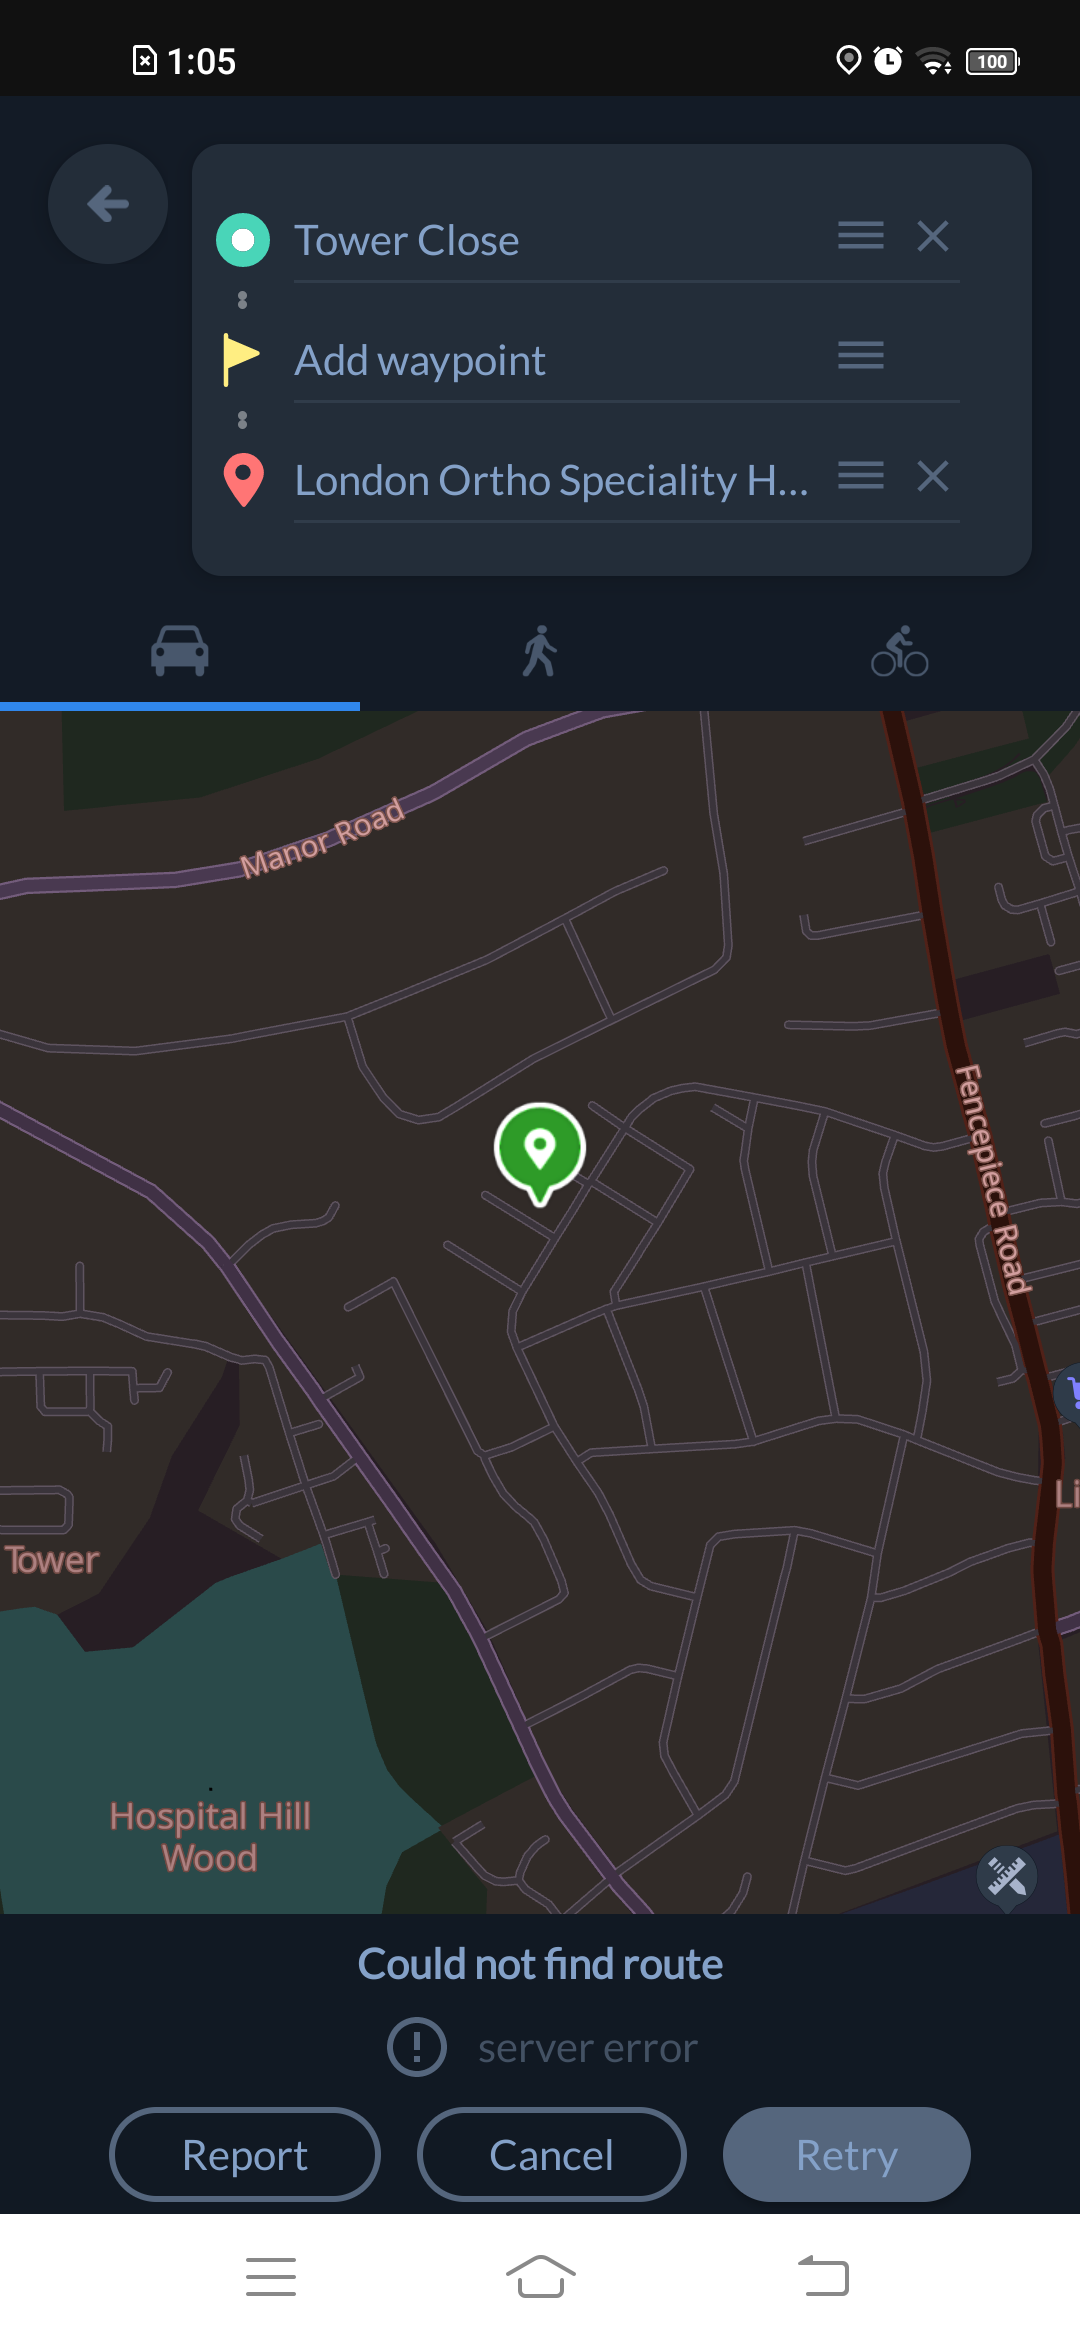 1:05
100
Tower Close
Add waypoint
London Ortho Speciality H...
Manor Road
Fencepiece Road
Li
Tower
Hospital Hill
Wood
Could not find route
server error
Report
Cancel
Retry